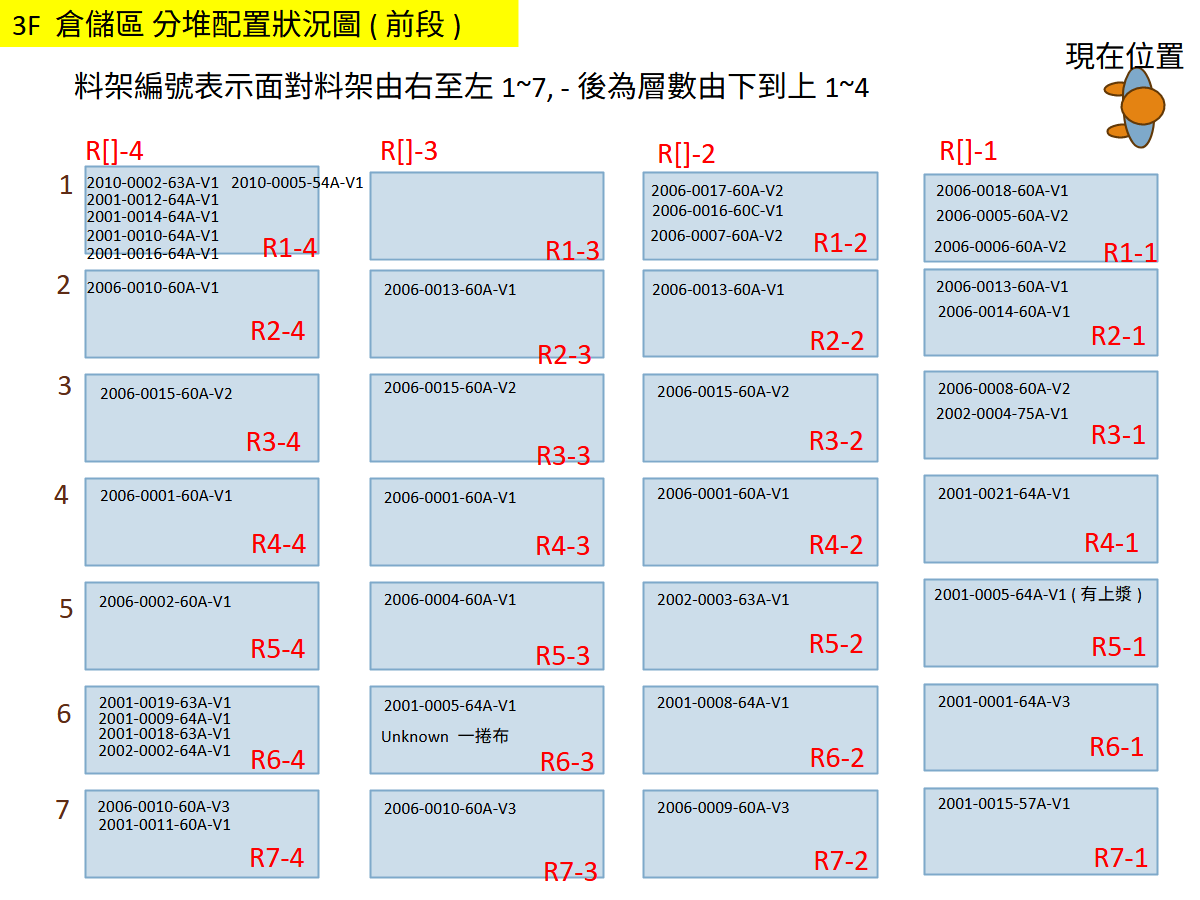 3F 倉儲區 分堆配置狀況圖 ( 前段 )
現在位置
料架編號表示面對料架由右至左 1~7, - 後為層數由下到上 1~4
R[]-4
R[]-3
R[]-2
R[]-1
1
2010-0002-63A-V1 2010-0005-54A-V1
2001-0012-64A-V1
2001-0014-64A-V1
2001-0010-64A-V1
2001-0016-64A-V1
R1-4
R1-3
2006-0017-60A-V2
2006-0016-60C-V1
2006-0007-60A-V2
R1-2
2006-0018-60A-V1
2006-0005-60A-V2
2006-0006-60A-V2
R1-1
2
2006-0010-60A-V1
R2-4
2006-0013-60A-V1
R2-3
2006-0013-60A-V1
R2-2
2006-0013-60A-V1
2006-0014-60A-V1
R2-1
3
2006-0015-60A-V2
R3-4
2006-0015-60A-V2
R3-3
2006-0015-60A-V2
R3-2
2006-0008-60A-V2
2002-0004-75A-V1
R3-1
4
2006-0001-60A-V1
R4-4
2006-0001-60A-V1
R4-3
2006-0001-60A-V1
R4-2
2001-0021-64A-V1
R4-1
5
2006-0002-60A-V1
R5-4
2006-0004-60A-V1
R5-3
2002-0003-63A-V1
R5-2
2001-0005-64A-V1 ( 有上漿 )
R5-1
6
2001-0019-63A-V1
2001-0009-64A-V1
2001-0018-63A-V1
2002-0002-64A-V1
R6-4
2001-0005-64A-V1
Unknown 一捲布
R6-3
2001-0008-64A-V1
R6-2
2001-0001-64A-V3
R6-1
7
2006-0010-60A-V3
2001-0011-60A-V1
R7-4
2006-0010-60A-V3
R7-3
2006-0009-60A-V3
R7-2
2001-0015-57A-V1
R7-1